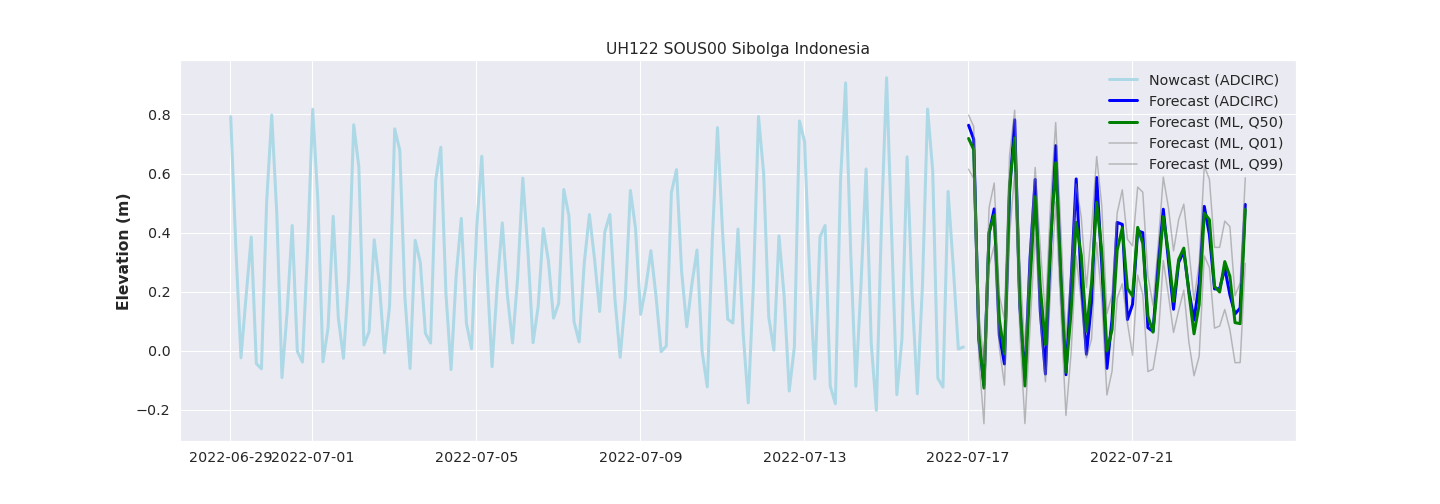 UH122 SOUS00 Sibolga Indonesia
Nowcast (ADCIRC)
Forecast (ADCIRC)
Forecast (ML, Q50)
Forecast (ML, Q01)
Forecast (ML, Q99)
Elevation (m)
0.8
0.6
0.4
0.2
0.0
−0.2
2022-06-29 2022-07-01 2022-07-05 2022-07-09 2022-07-13 2022-07-17 2022-07-21